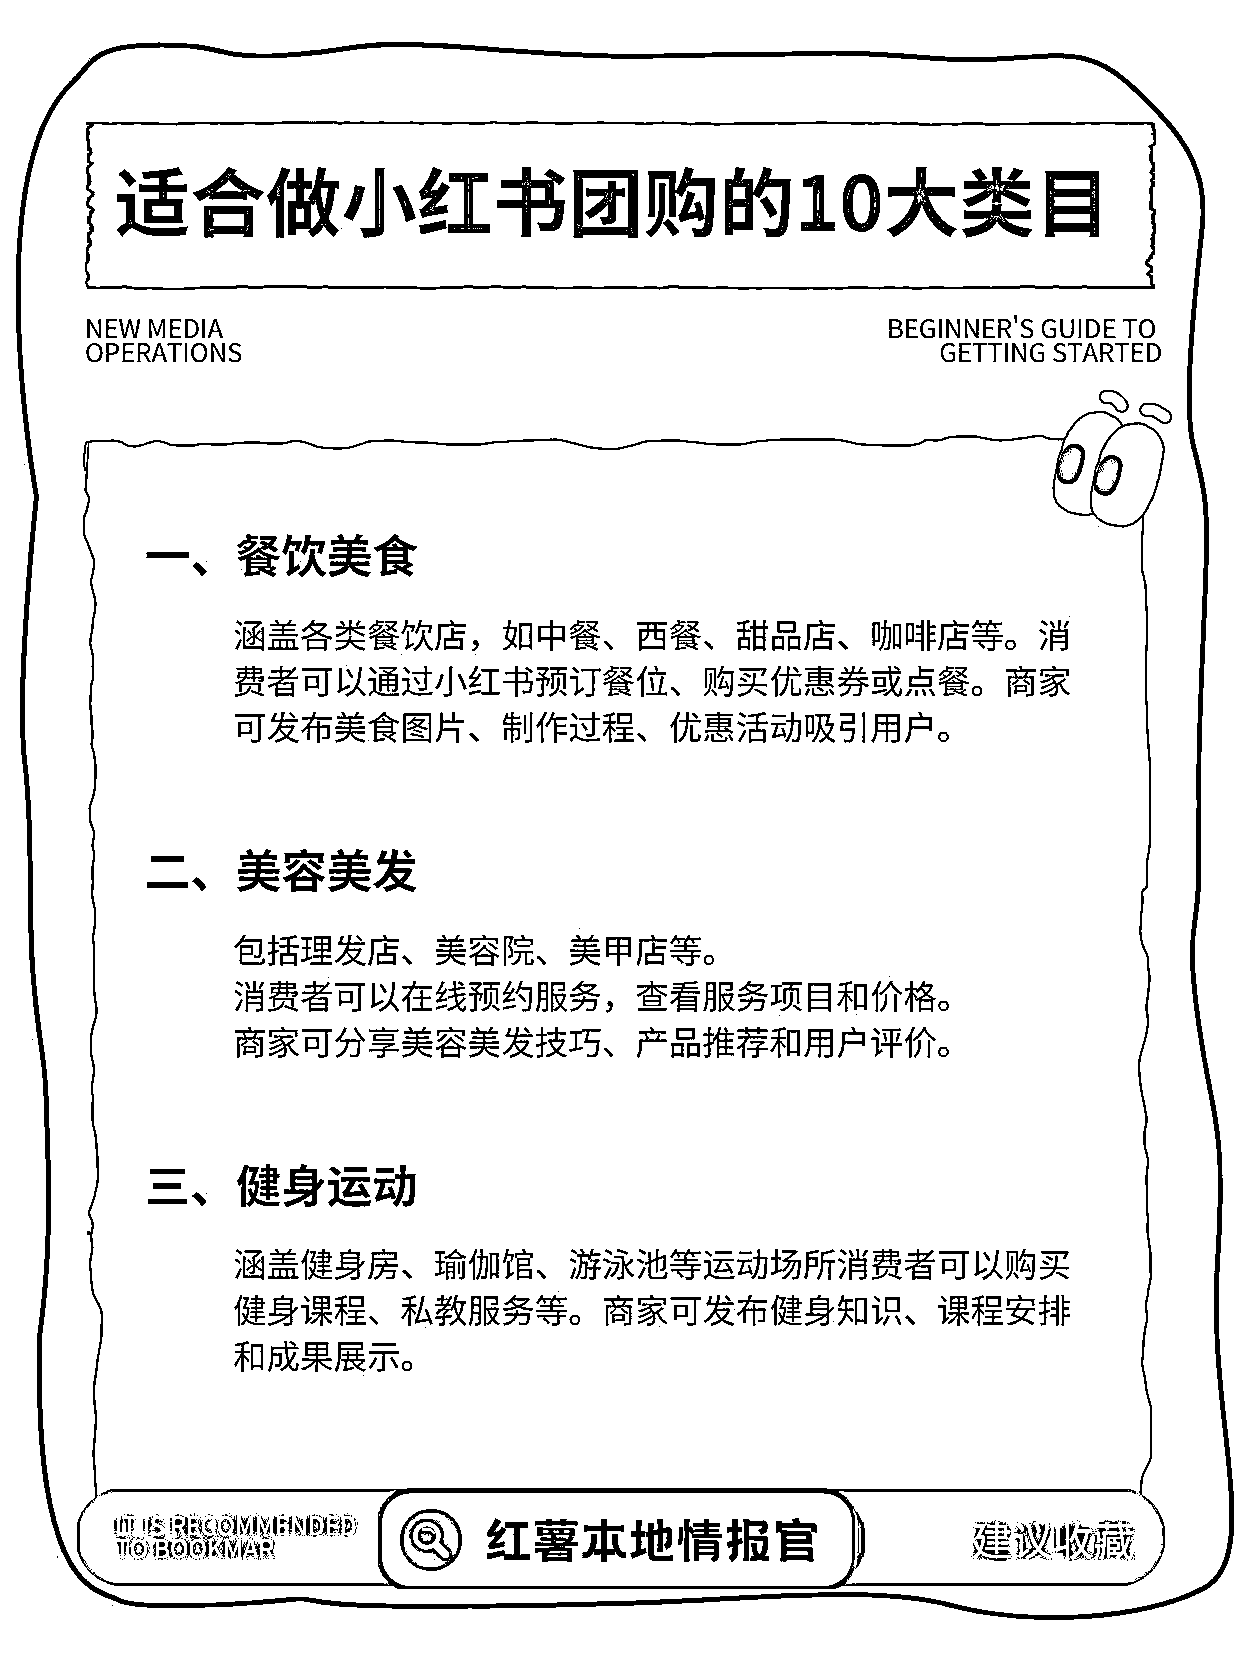 适合做小红书团购的10大类目
NEW MEDIA
OPERATIONS
BEGINNER'S GUIDE TO
GETTING STARTED
一、餐饮美食
涵盖各类餐饮店，如中餐、西餐、甜品店、咖啡店等。消
费者可以通过小红书预订餐位、购买优惠券或点餐。商家
可发布美食图片、制作过程、优惠活动吸引用户。
二、美容美发
包括理发店、美容院、美甲店等。
消费者可以在线预约服务，查看服务项目和价格。
商家可分享美容美发技巧、产品推荐和用户评价。
三、健身运动
涵盖健身房、瑜伽馆、游泳池等运动场所消费者可以购买
健身课程、私教服务等。商家可发布健身知识、课程安排
和成果展示。
IT IS RECOMMENDED
TO BOOKMAR
红薯本地情报官
建议收藏